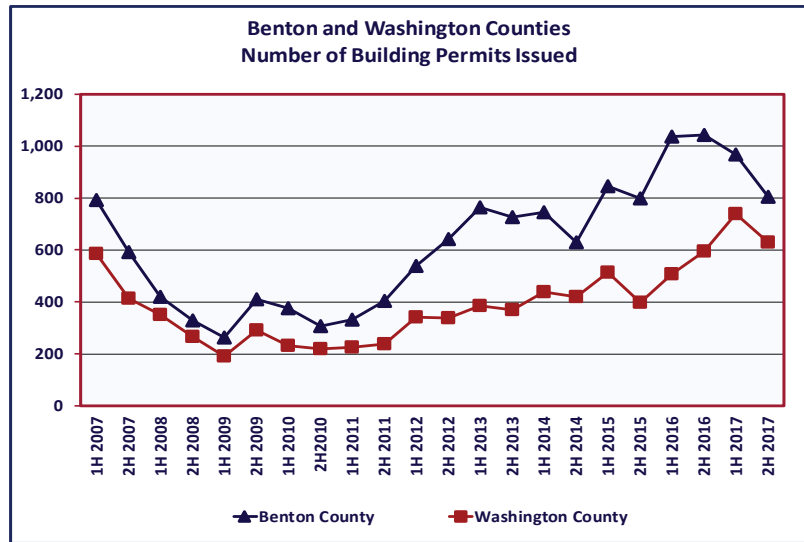 Benton and Washington Counties
Number of Building Permits Issued
1,200
1,000
800
600
400
200
0
1H 2007
2H 2007
1H 2008
2H 2008
1H 2009
2H 2009
1H 2010
2H2010
1H 2011
2H 2011
1H 2012
2H 2012
1H 2013
2H 2013
1H 2014
2H 2014
1H 2015
2H 2015
1H 2016
2H 2016
1H 2017
2H 2017
Benton County Washington County